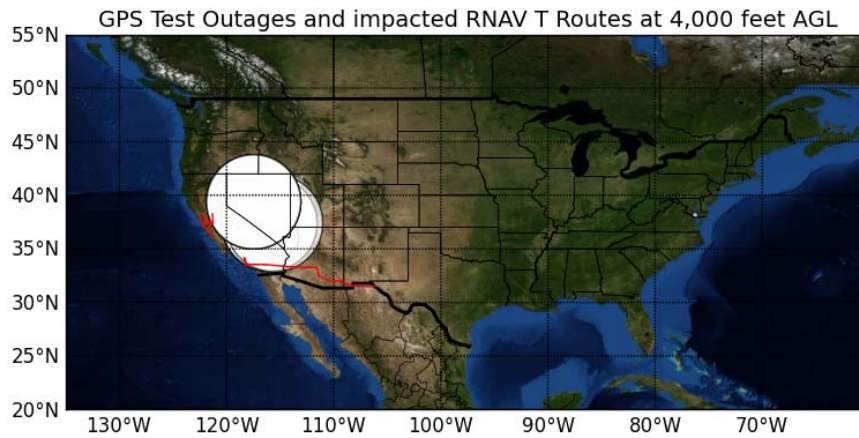 GPS Test Outages and impacted RNAV T Routes at 4,000 feet AGL
55°N
50°N
45°N
40°N
35°N
30°N
25°N
20°N
130°W 120°W 110°W 100°W 90°W 80°W 70°W